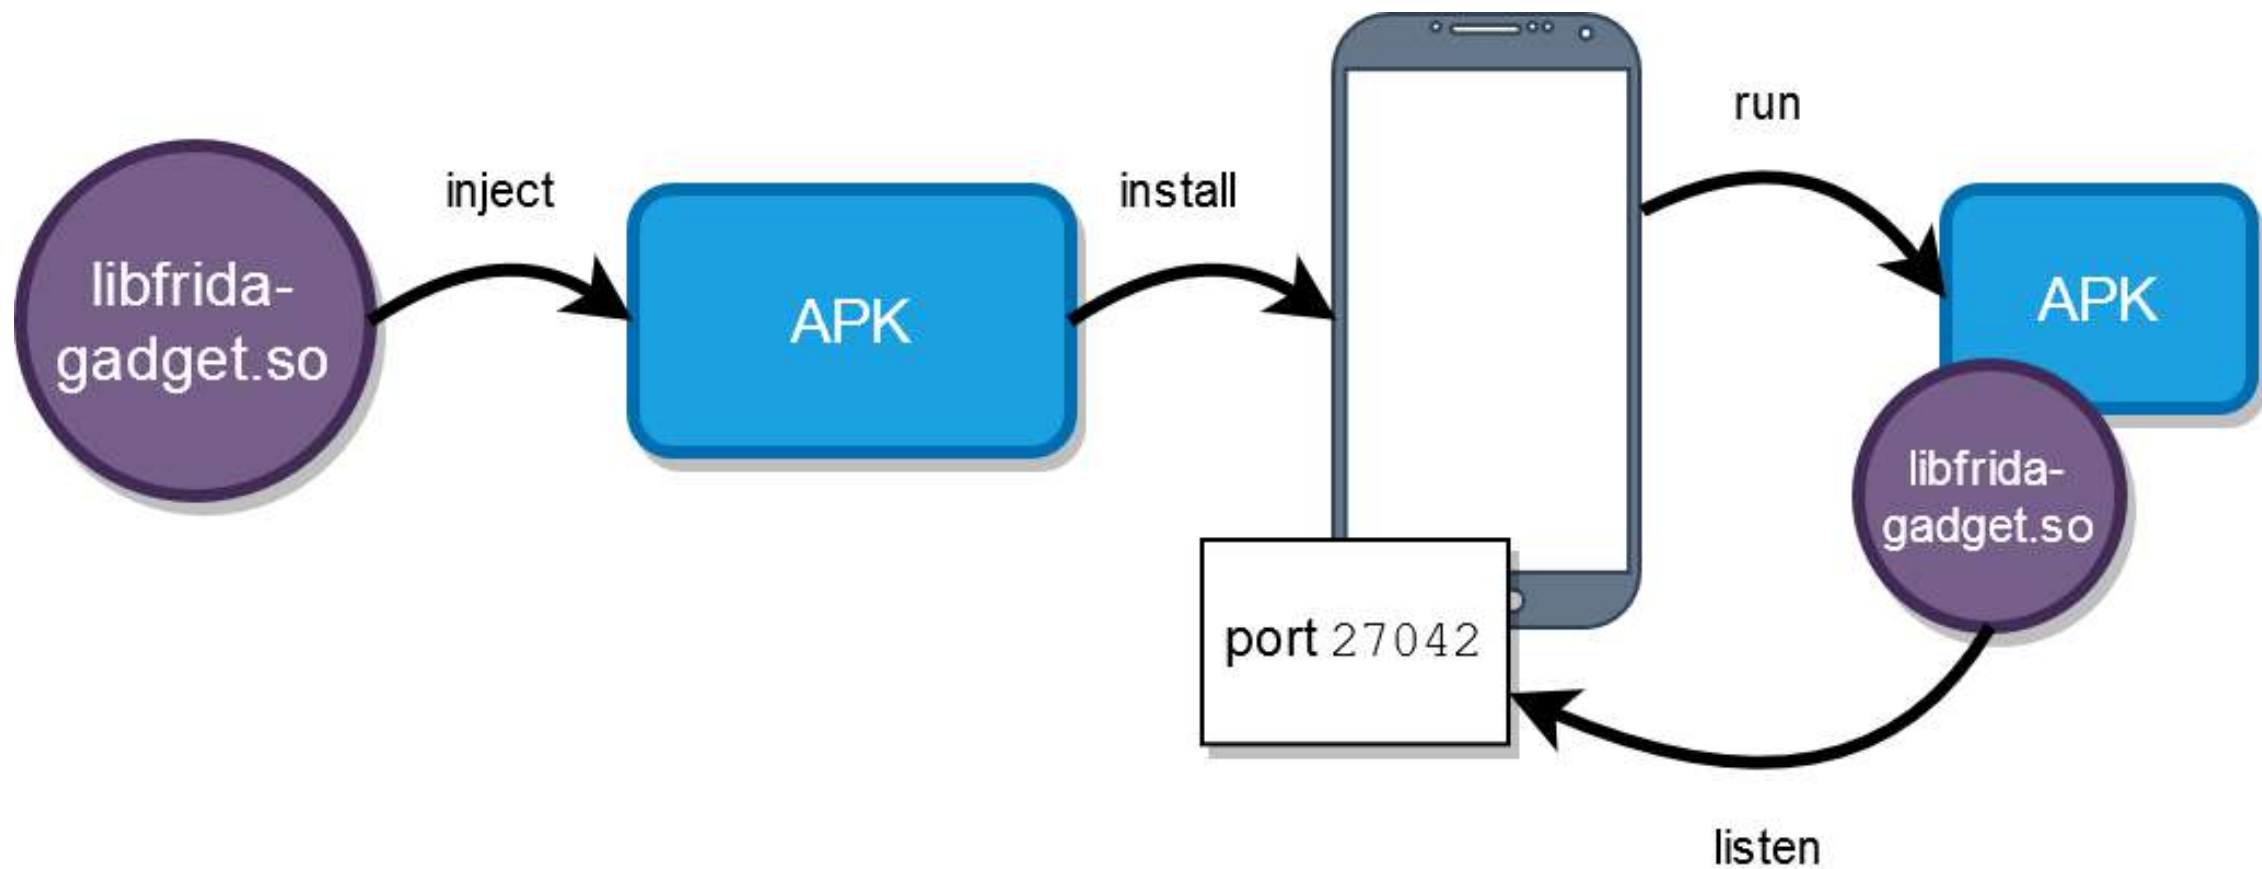 libfrida-
gadget.so
inject
APK
install
run
APK
libfrida-
gadget.so
port 27042
listen